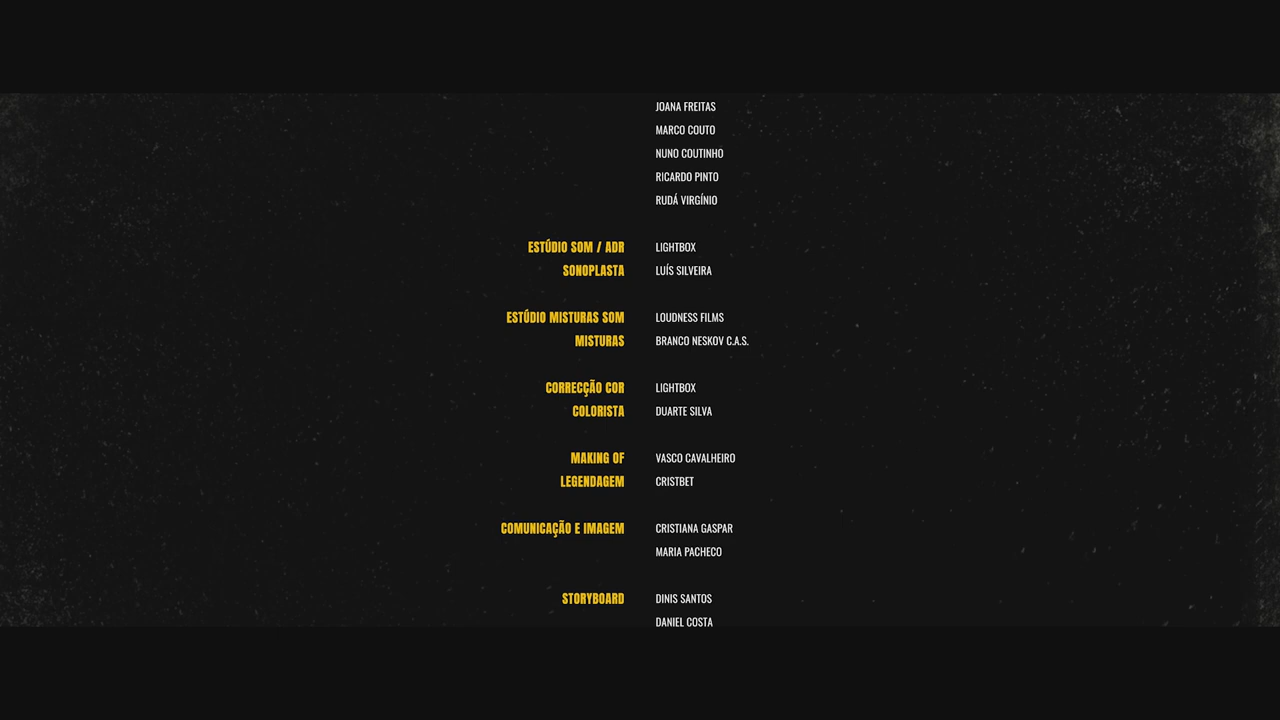 JOANA FREITAS
MARCO COUTO
NUNO COUTINHO
RICARDO PINTO
RUDÁ VIRGÍNIO
ESTÚDIO SOM / ADR LIGHTBOX
SONOPLASTA LUÍS SILVEIRA
ESTÚDIO MISTURAS SOM LOUDNESS FILMS
MISTURAS BRANCO NESKOV C.A.S.
CORRECÇÃO COR LIGHTBOX
COLORISTA DUARTE SILVA
MAKING OF VASCO CAVALHEIRO
LEGENDAGEM CRISTBET
COMUNICAÇÃO E IMAGEM CRISTIANA GASPAR
MARIA PACHECO
STORYBOARD DINIS SANTOS
DANIEL COSTA